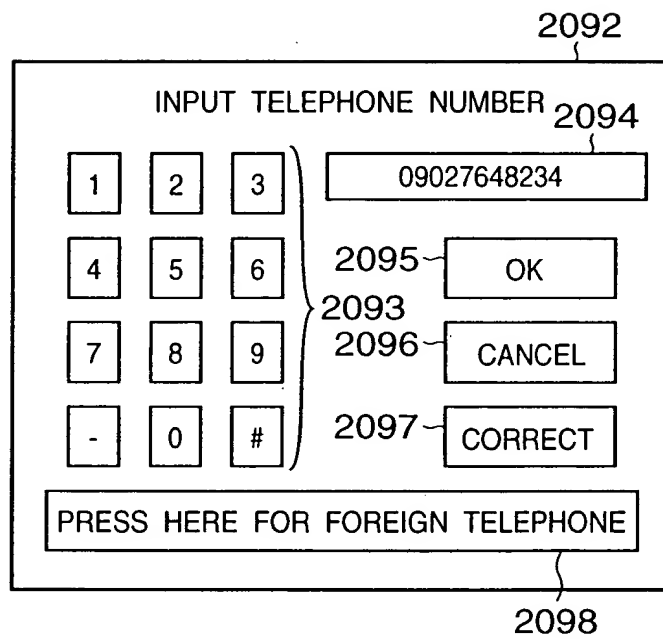 2092
INPUT TELEPHONE NUMBER
2094
1 2 3
09027648234
4 5 6
2095
OK
2093
7 8 9
2096
CANCEL
- 0 #
2097
CORRECT
PRESS HERE FOR FOREIGN TELEPHONE
2098